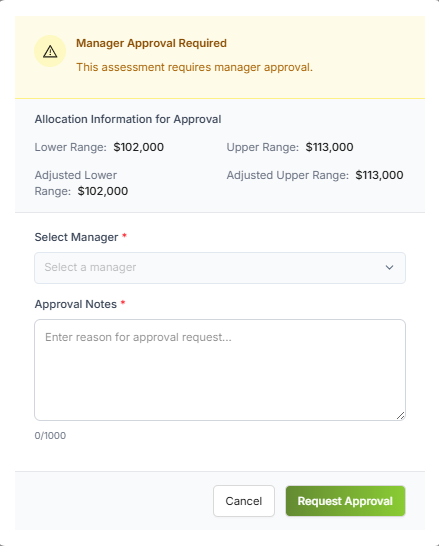 Manager Approval Required
This assessment requires manager approval.
Allocation Information for Approval
Lower Range: $102,000
Upper Range: $113,000
Adjusted Lower
Range: $102,000
Adjusted Upper Range: $113,000
Select Manager *
Select a manager
Approval Notes *
Enter reason for approval request...
0/1000
Cancel
Request Approval